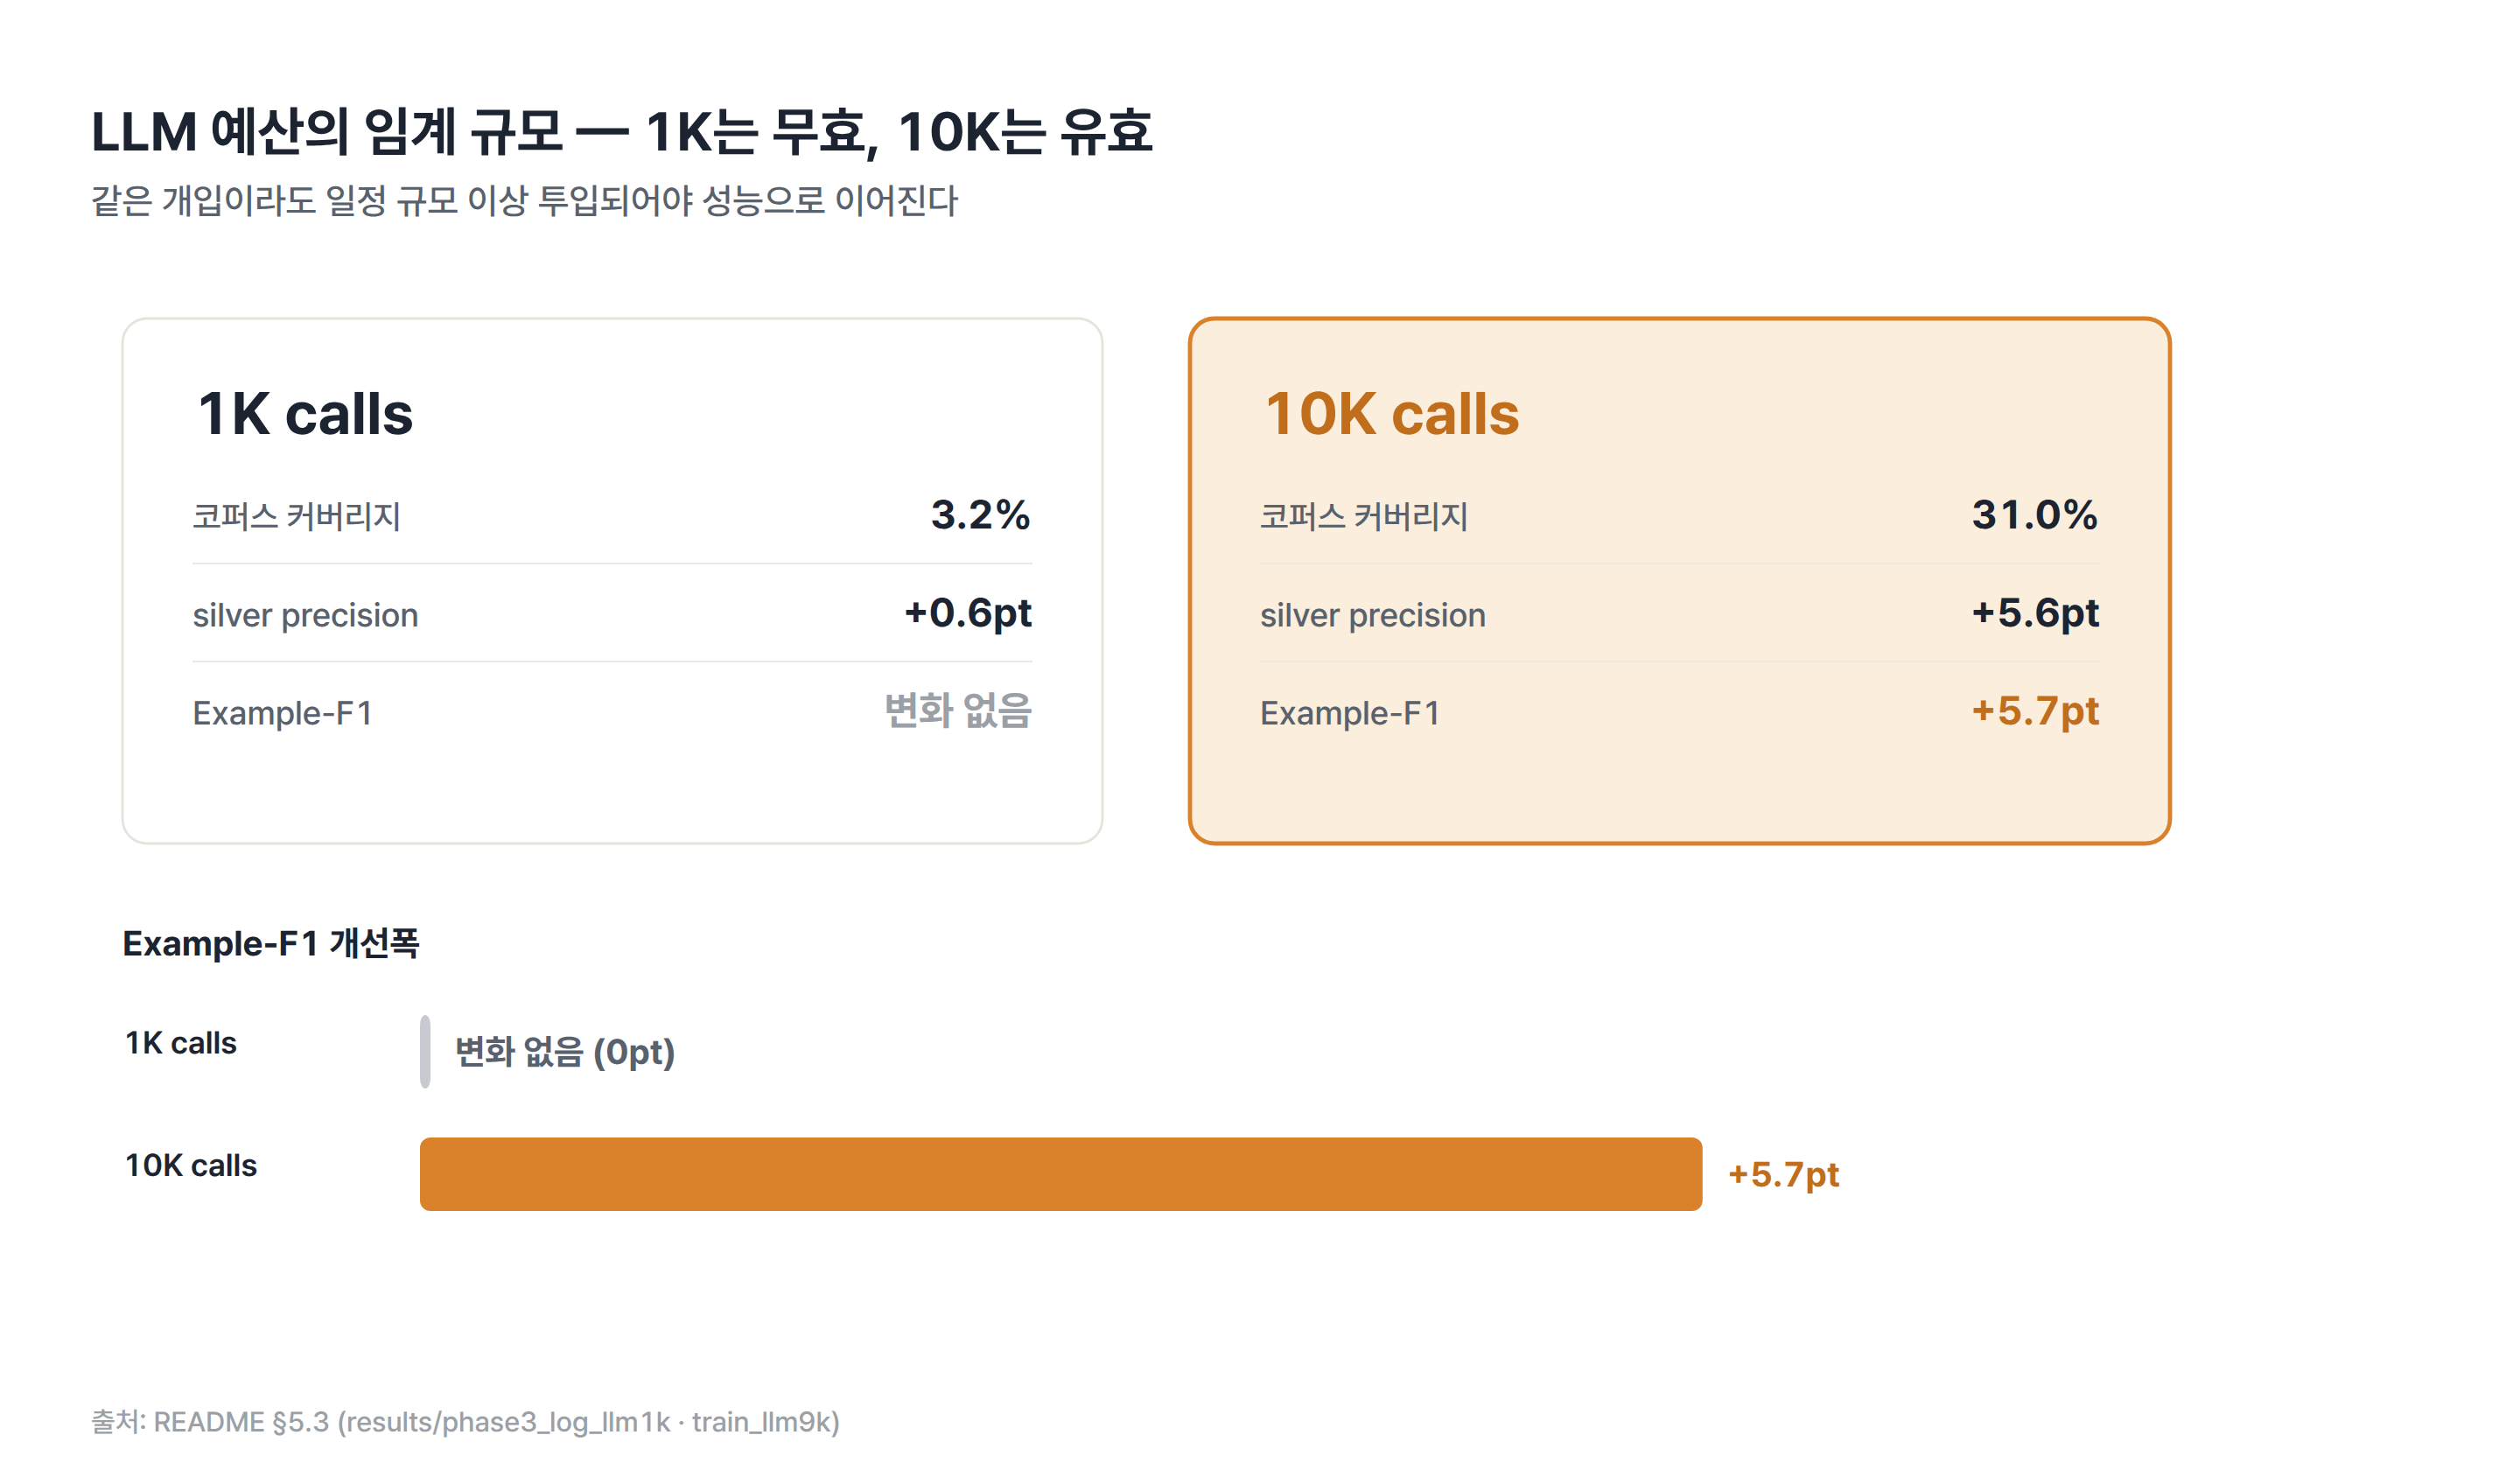 LLM 예산의 임계 규모 — 1K는 무효, 10K는 유효
같은 개입이라도 일정 규모 이상 투입되어야 성능으로 이어진다
1K calls
코퍼스 커버리지 3.2%
silver precision +0.6pt
Example-F1 변화 없음
10K calls
코퍼스 커버리지 31.0%
silver precision +5.6pt
Example-F1 +5.7pt
Example-F1 개선폭
1K calls 변화 없음 (0pt)
10K calls +5.7pt
출처: README §5.3 (results/phase3_log_llm1k · train_llm9k)